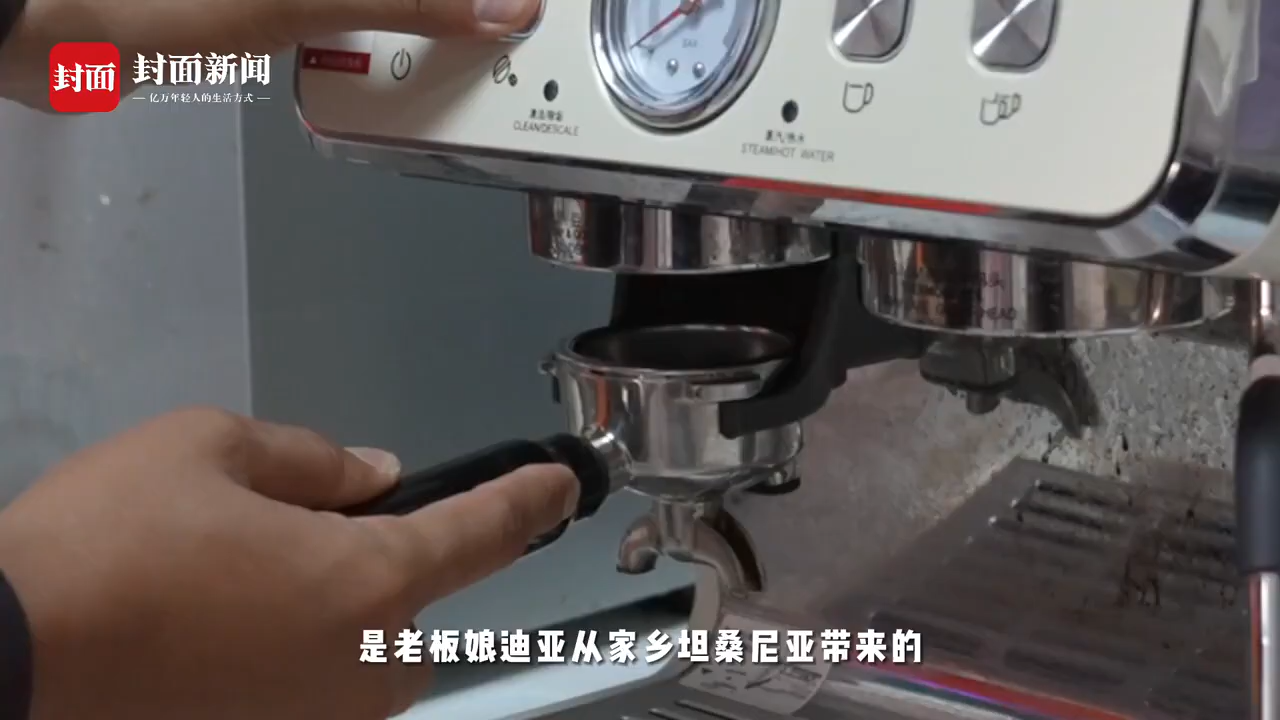 封面
封面新闻
亿万年轻人的生活方式
清洁/除垢
CLEAN/DESCALE
BAR
蒸汽/热水
STEAM/HOT WATER
HEAD
是老板娘迪亚从家乡坦桑尼亚带来的